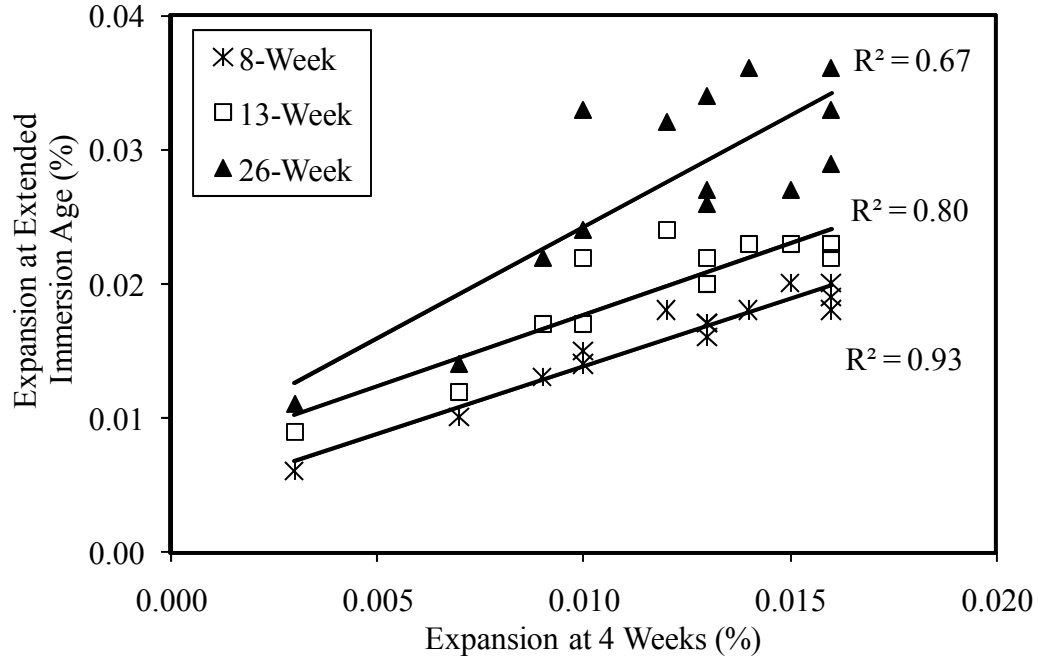 0.04
0.03
0.02
0.01
0.00
Expansion at Extended
Immersion Age (%)
8-Week
13-Week
26-Week
R² = 0.67
R² = 0.80
R² = 0.93
0.000 0.005 0.010 0.015 0.020
Expansion at 4 Weeks (%)